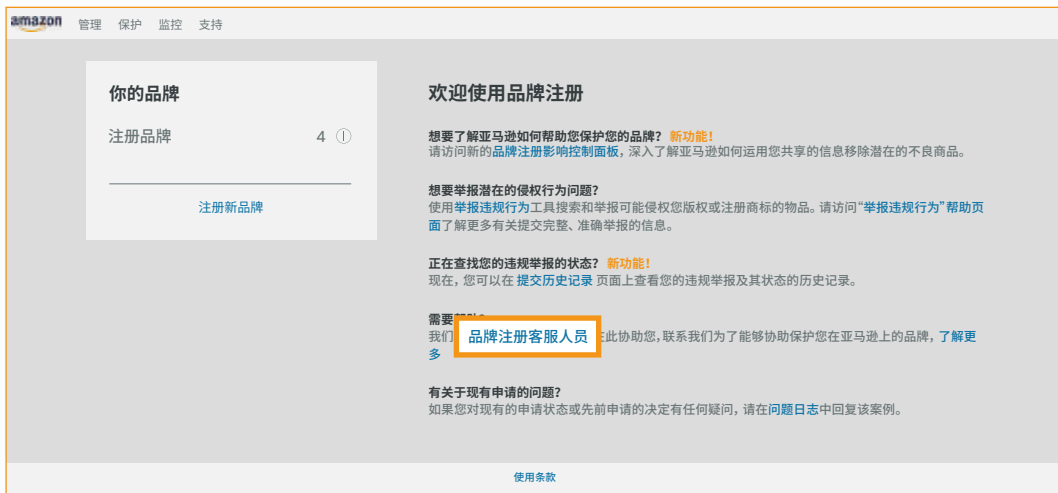 amazon 管理 保护 监控 支持
你的品牌
注册品牌 4
注册新品牌
欢迎使用品牌注册
想要了解亚马逊如何帮助您保护您的品牌? 新功能!
请访问新的品牌注册影响控制面板, 深入了解亚马逊如何运用您共享的信息移除潜在的不良商品。
想要举报潜在的侵权行为问题?
使用举报违规行为工具搜索和举报可能侵权您版权或注册商标的物品。请访问“举报违规行为”帮助页
面了解更多有关提交完整、准确举报的信息。
正在查找您的违规举报的状态? 新功能!
现在, 您可以在 提交历史记录 页面上查看您的违规举报及其状态的历史记录。
需要
我们 品牌注册客服人员 此协助您, 联系我们为了能够协助保护您在亚马逊上的品牌, 了解更
多
有关于现有申请的问题?
如果您对现有的申请状态或先前申请的决定有任何疑问, 请在问题日志中回复该案例。
使用条款